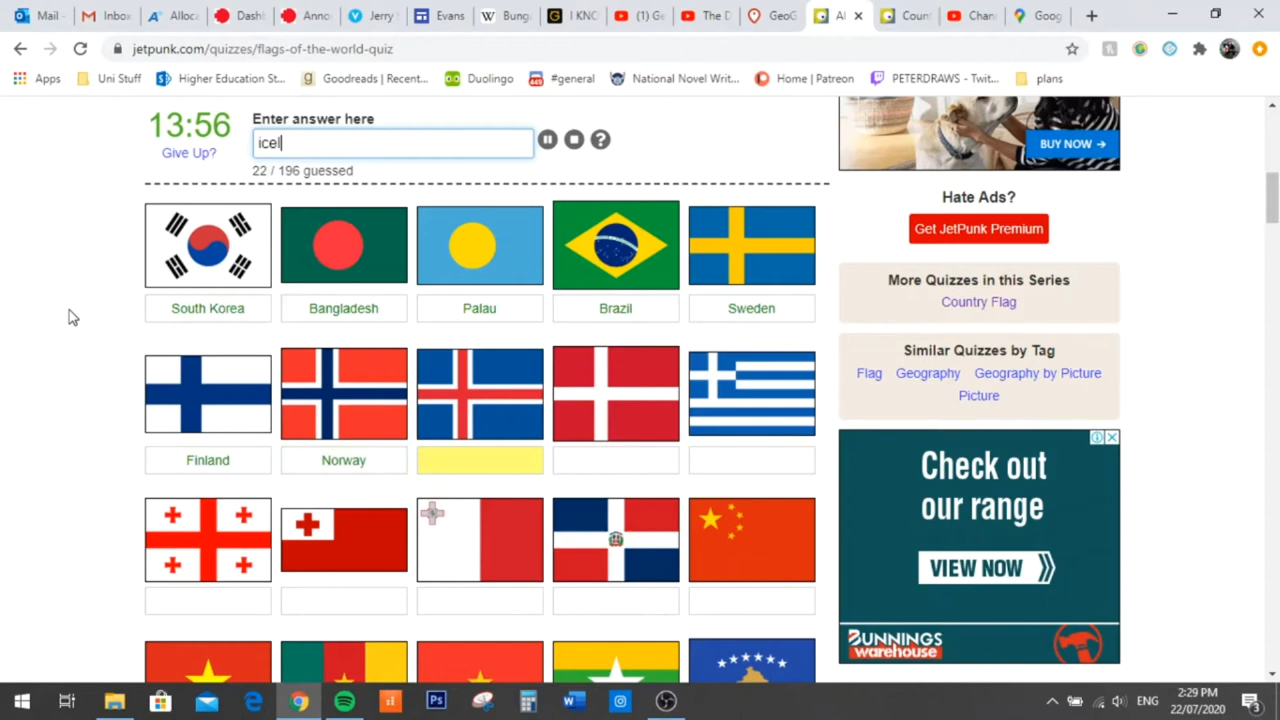 Mail -
Inbox
Alloca
Dashb
Annou
Jerry
Evans
Bung
I KNO
(1) Ge
The D
GeoG
Al
Coun
Chan
Goog
jetpunk.com/quizzes/flags-of-the-world-quiz
Apps
Uni Stuff
Higher Education St...
Goodreads | Recent...
Duolingo
#general
National Novel Writ...
Home | Patreon
PETERDRAWS - Twit...
plans
13:56
Give Up?
Enter answer here
icel
22 / 196 guessed
BUY NOW →
Hate Ads?
Get JetPunk Premium
South Korea
Bangladesh
Palau
Brazil
Sweden
More Quizzes in this Series
Country Flag
Similar Quizzes by Tag
Flag Geography Geography by Picture
Picture
Finland
Norway
Check out
our range
VIEW NOW
BUNNINGS
warehouse
ENG
2:29 PM
22/07/2020